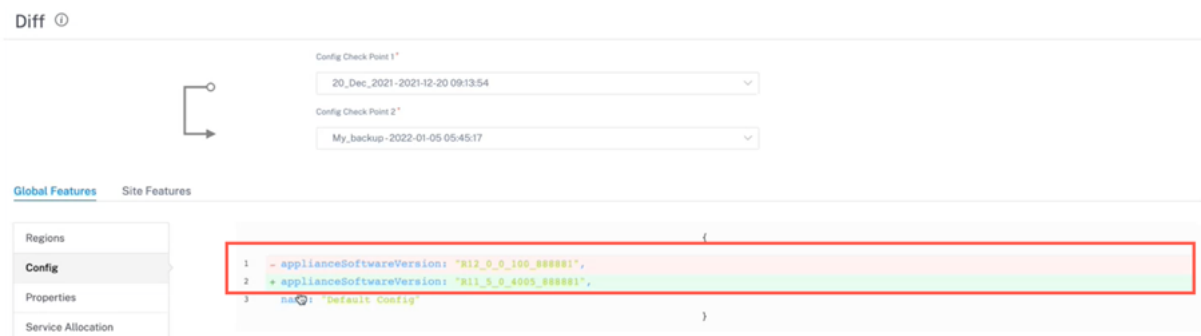 Diff
Config Check Point 1*
20_Dec_2021-2021-12-20 09:13:54
Config Check Point 2*
My_backup-2022-01-05 05:45:17
Global Features Site Features
Regions
Config
Properties
Service Allocation
{
1 - applianceSoftwareVersion: "R12_0_0_100_888881",
2 + applianceSoftwareVersion: "R11_5_0_4005_888881",
3 "Default Config"
}